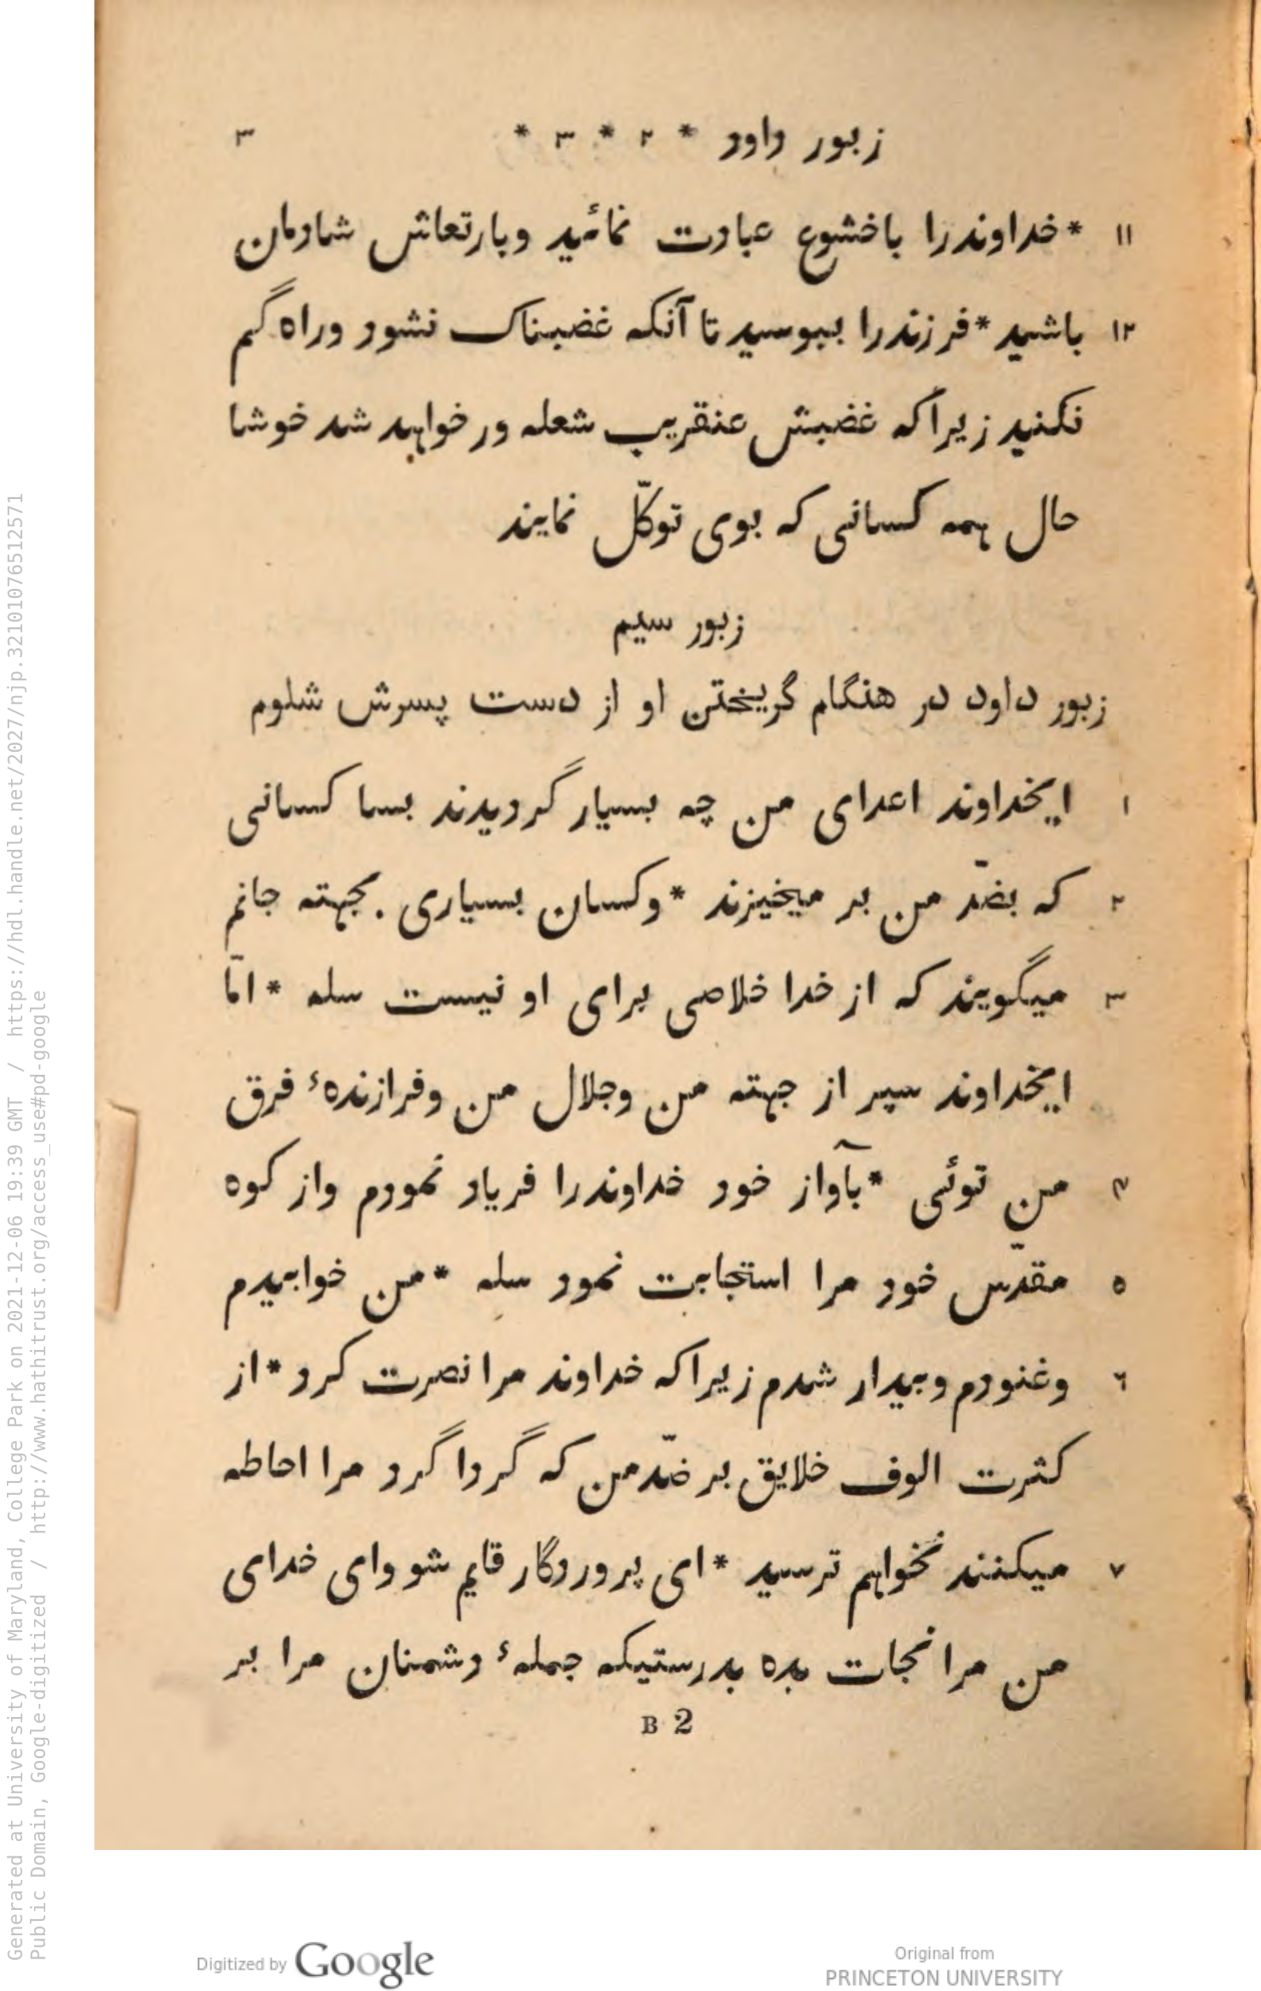 زبور داود * ۲ * ۳ * ۳
۱۱ *خداوندرا باخشوع عبادت نمائید وبارتعاش شادمان
۱۲ باشید *فرزندرا ببوسید تا آنکه غضبناک نشود وراه گم
نکنید زیراکه غضبش عنقریب شعله ور خواهد شد خوشا
حال همه کسانی که بوی توکّل نمایند
زبور سیم
زبور داود در هنگام گریختن او از دست پسرش شلوم
۱ ایخداوند اعدای من چه بسیار گردیدند بسا کسانی
۲ که بضدّ من بر میخیزند *وکسان بسیاری . بجهته جانم
۳ میگویند که از خدا خلاصی برای او نیست سله *امّا
ایخداوند سپر از جهته من وجلال من وفرازندهٔ فرق
۴ من توئی *بآواز خود خداوندرا فریاد نمودم واز کوه
۵ مقدّس خود مرا استجابت نمود سله *من خوابیدم
۶ وغنودم وبیدار شدم زیراکه خداوند مرا نصرت کرد *از
کثرت الوف خلایق بر ضدّ من که گردا گرد مرا احاطه
۷ میکنند نخواهم ترسید *ای پروردگار قایم شو وای خدای
من مرا نجات بده بدرستیکه جملهٔ دشمنان مرا بر
B 2
Generated at University of Maryland, College Park on 2021-12-06 19:39 GMT / https://hdl.handle.net/2027/njp.32101076512571
Public Domain, Google-digitized / http://www.hathitrust.org/access_use#pd-google
Digitized by Google
Original from
PRINCETON UNIVERSITY